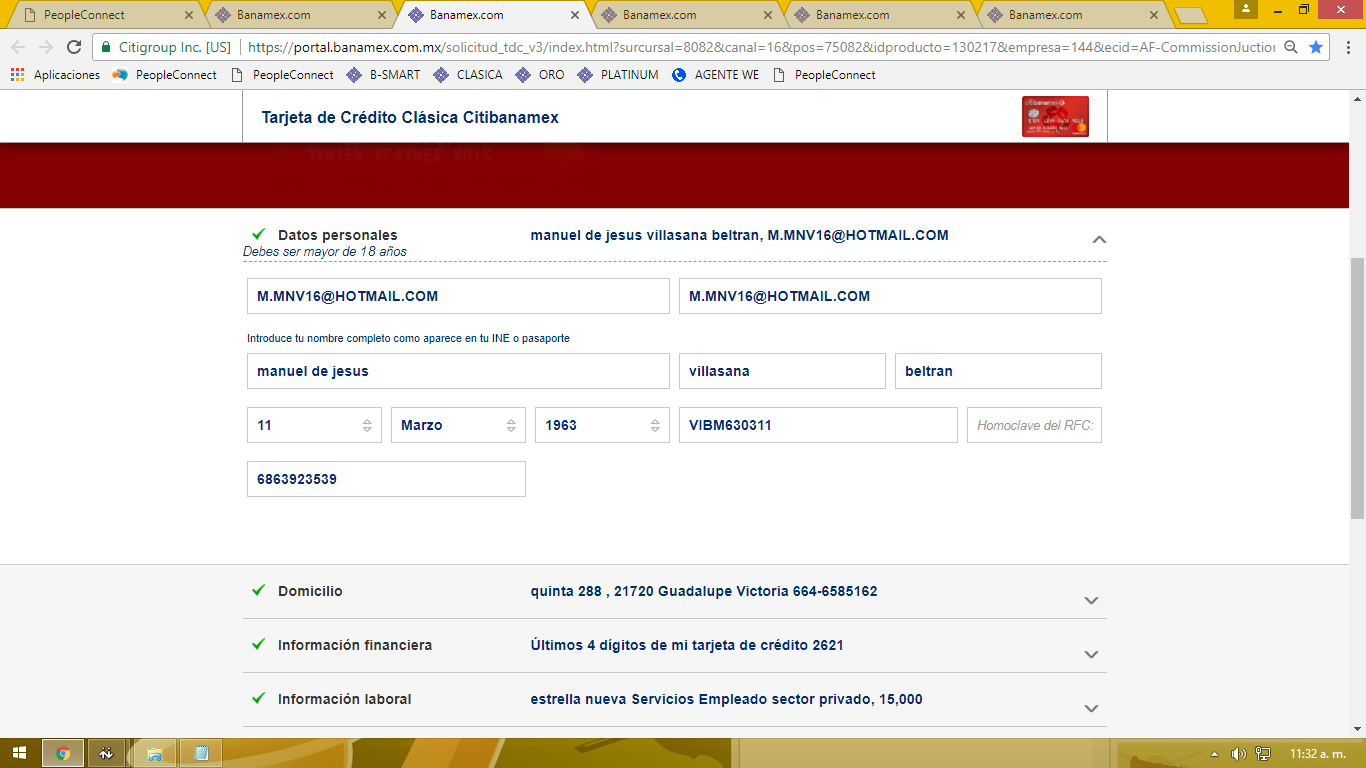 PeopleConnect
Banamex.com
Banamex.com
Banamex.com
Banamex.com
Banamex.com
Citigroup Inc. [US] https://portal.banamex.com.mx/solicitud_tdc_v3/index.html?surcursal=8082&canal=16&pos=75082&idproducto=130217&empresa=144&ecid=AF-CommissionJuctior
Aplicaciones PeopleConnect PeopleConnect B-SMART CLASICA ORO PLATINUM AGENTE WE PeopleConnect
Tarjeta de Crédito Clásica Citibanamex
Datos personales manuel de jesus villasana beltran, M.MNV16@HOTMAIL.COM
Debes ser mayor de 18 años
M.MNV16@HOTMAIL.COM M.MNV16@HOTMAIL.COM
Introduce tu nombre completo como aparece en tu INE o pasaporte
manuel de jesus villasana beltran
11 Marzo 1963 VIBM630311 Homoclave del RFC:
6863923539
Domicilio quinta 288 , 21720 Guadalupe Victoria 664-6585162
Información financiera Últimos 4 dígitos de mi tarjeta de crédito 2621
Información laboral estrella nueva Servicios Empleado sector privado, 15,000
11:32 a. m.